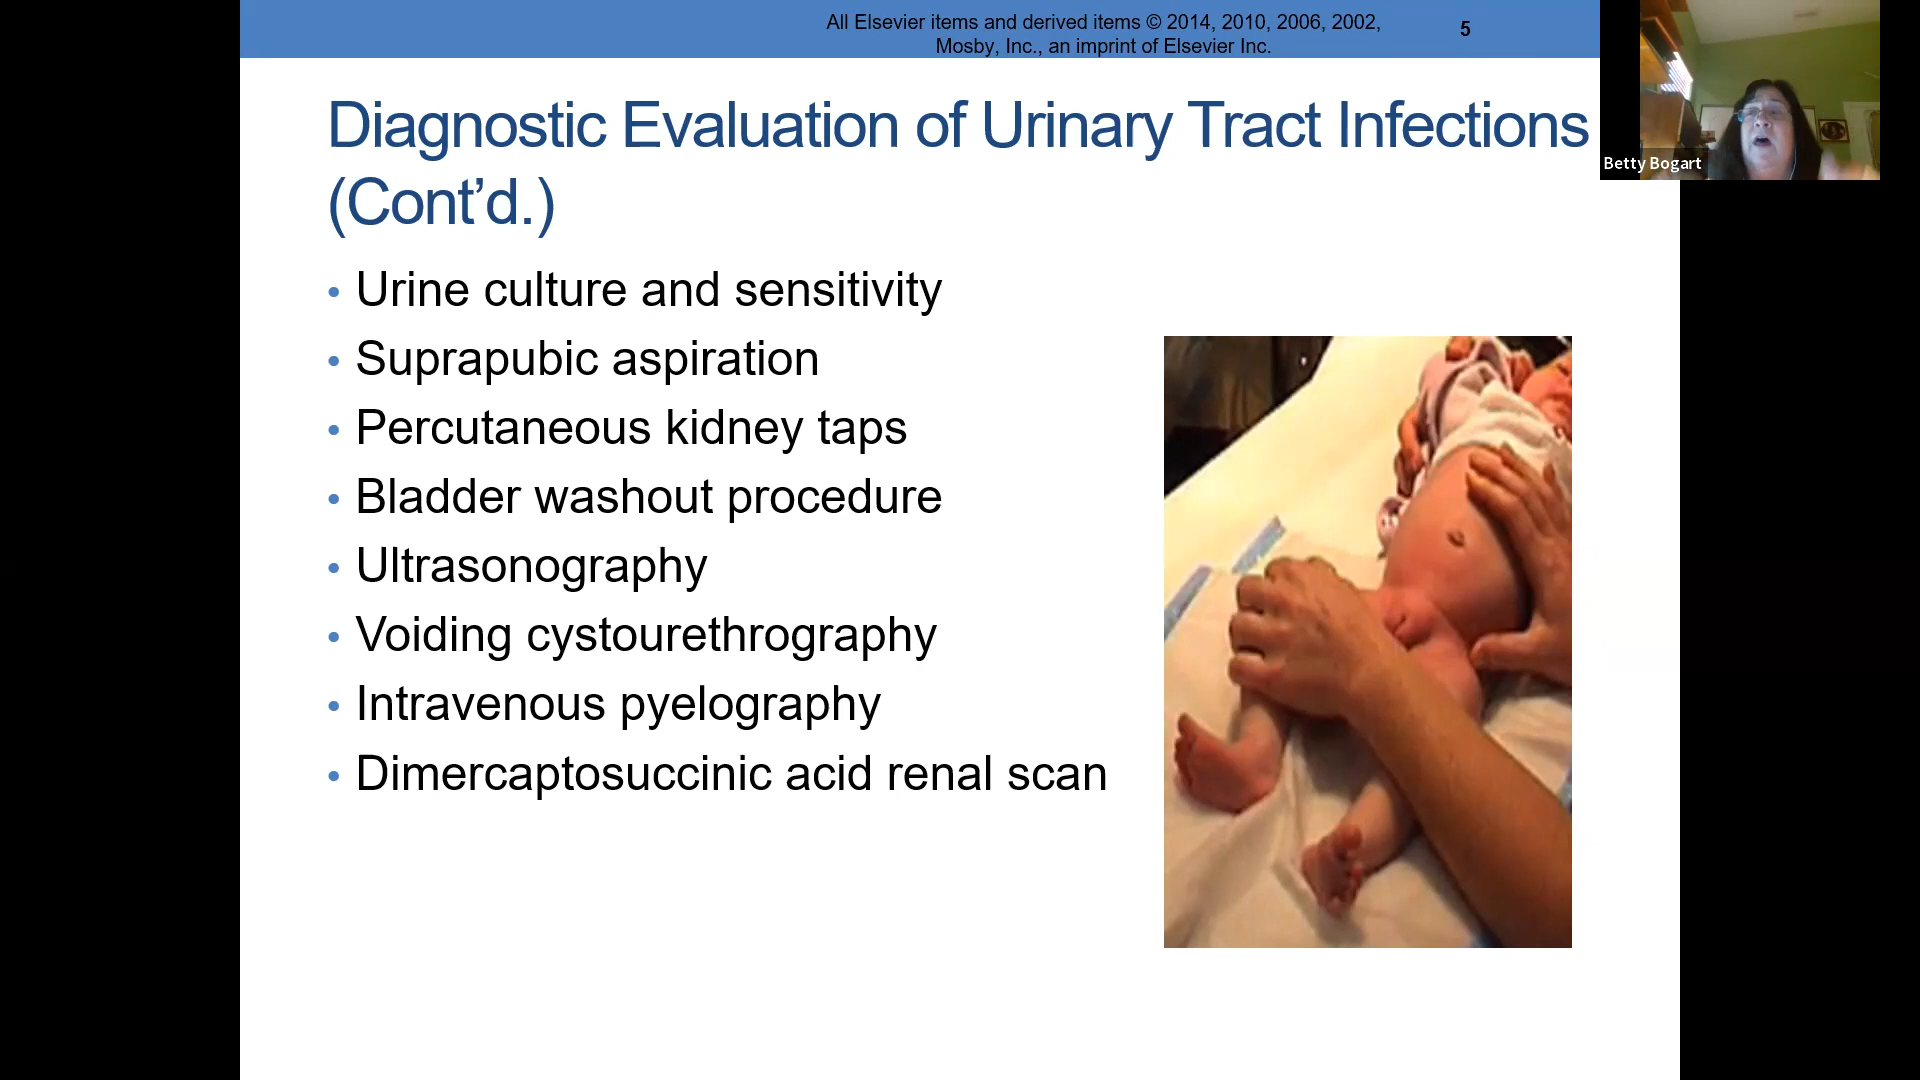 All Elsevier items and derived items © 2014, 2010, 2006, 2002,
Mosby, Inc., an imprint of Elsevier Inc.
5
Diagnostic Evaluation of Urinary Tract Infections
(Cont’d.)
Betty Bogart
• Urine culture and sensitivity
• Suprapubic aspiration
• Percutaneous kidney taps
• Bladder washout procedure
• Ultrasonography
• Voiding cystourethrography
• Intravenous pyelography
• Dimercaptosuccinic acid renal scan